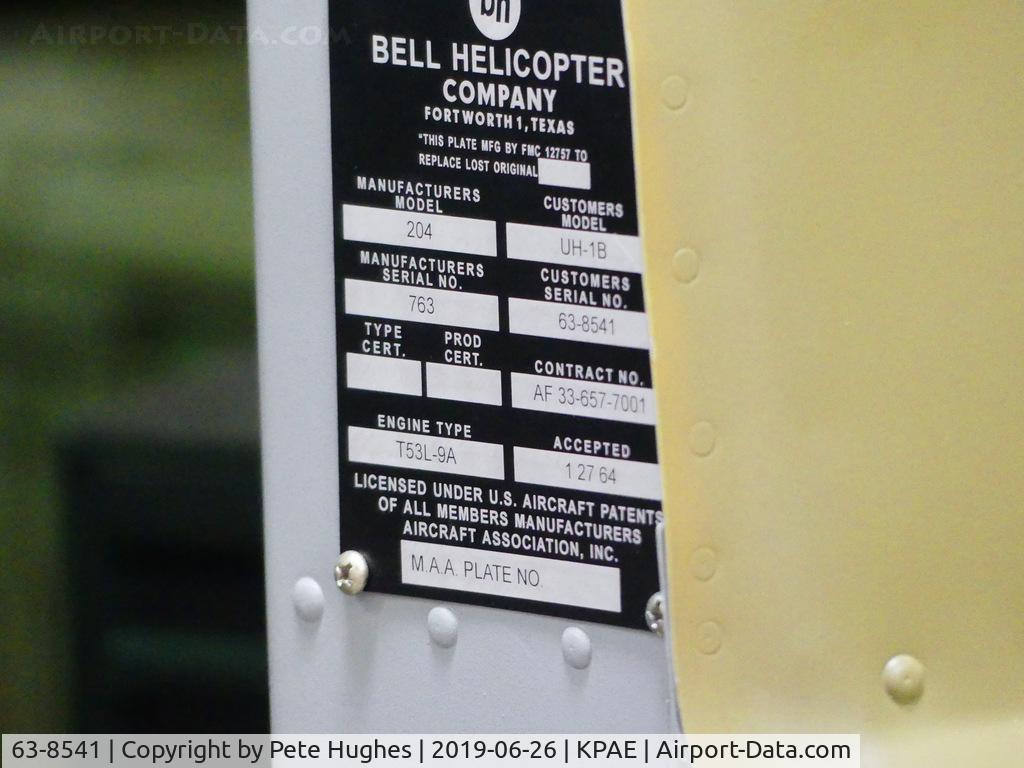 AIRPORT-DATA.COM
bh
BELL HELICOPTER
COMPANY
FORT WORTH 1, TEXAS
"THIS PLATE MFG BY FMC 12757 TO
REPLACE LOST ORIGINAL
MANUFACTURERS MODEL
204
CUSTOMERS MODEL
UH-1B
MANUFACTURERS SERIAL NO.
763
CUSTOMERS SERIAL NO.
63-8541
TYPE CERT.
PROD CERT.
CONTRACT NO.
AF 33-657-7001
ENGINE TYPE
T53L-9A
ACCEPTED
1 27 64
LICENSED UNDER U.S. AIRCRAFT PATENTS
OF ALL MEMBERS MANUFACTURERS
AIRCRAFT ASSOCIATION, INC.
M.A.A. PLATE NO.
63-8541 | Copyright by Pete Hughes | 2019-06-26 | KPAE | Airport-Data.com